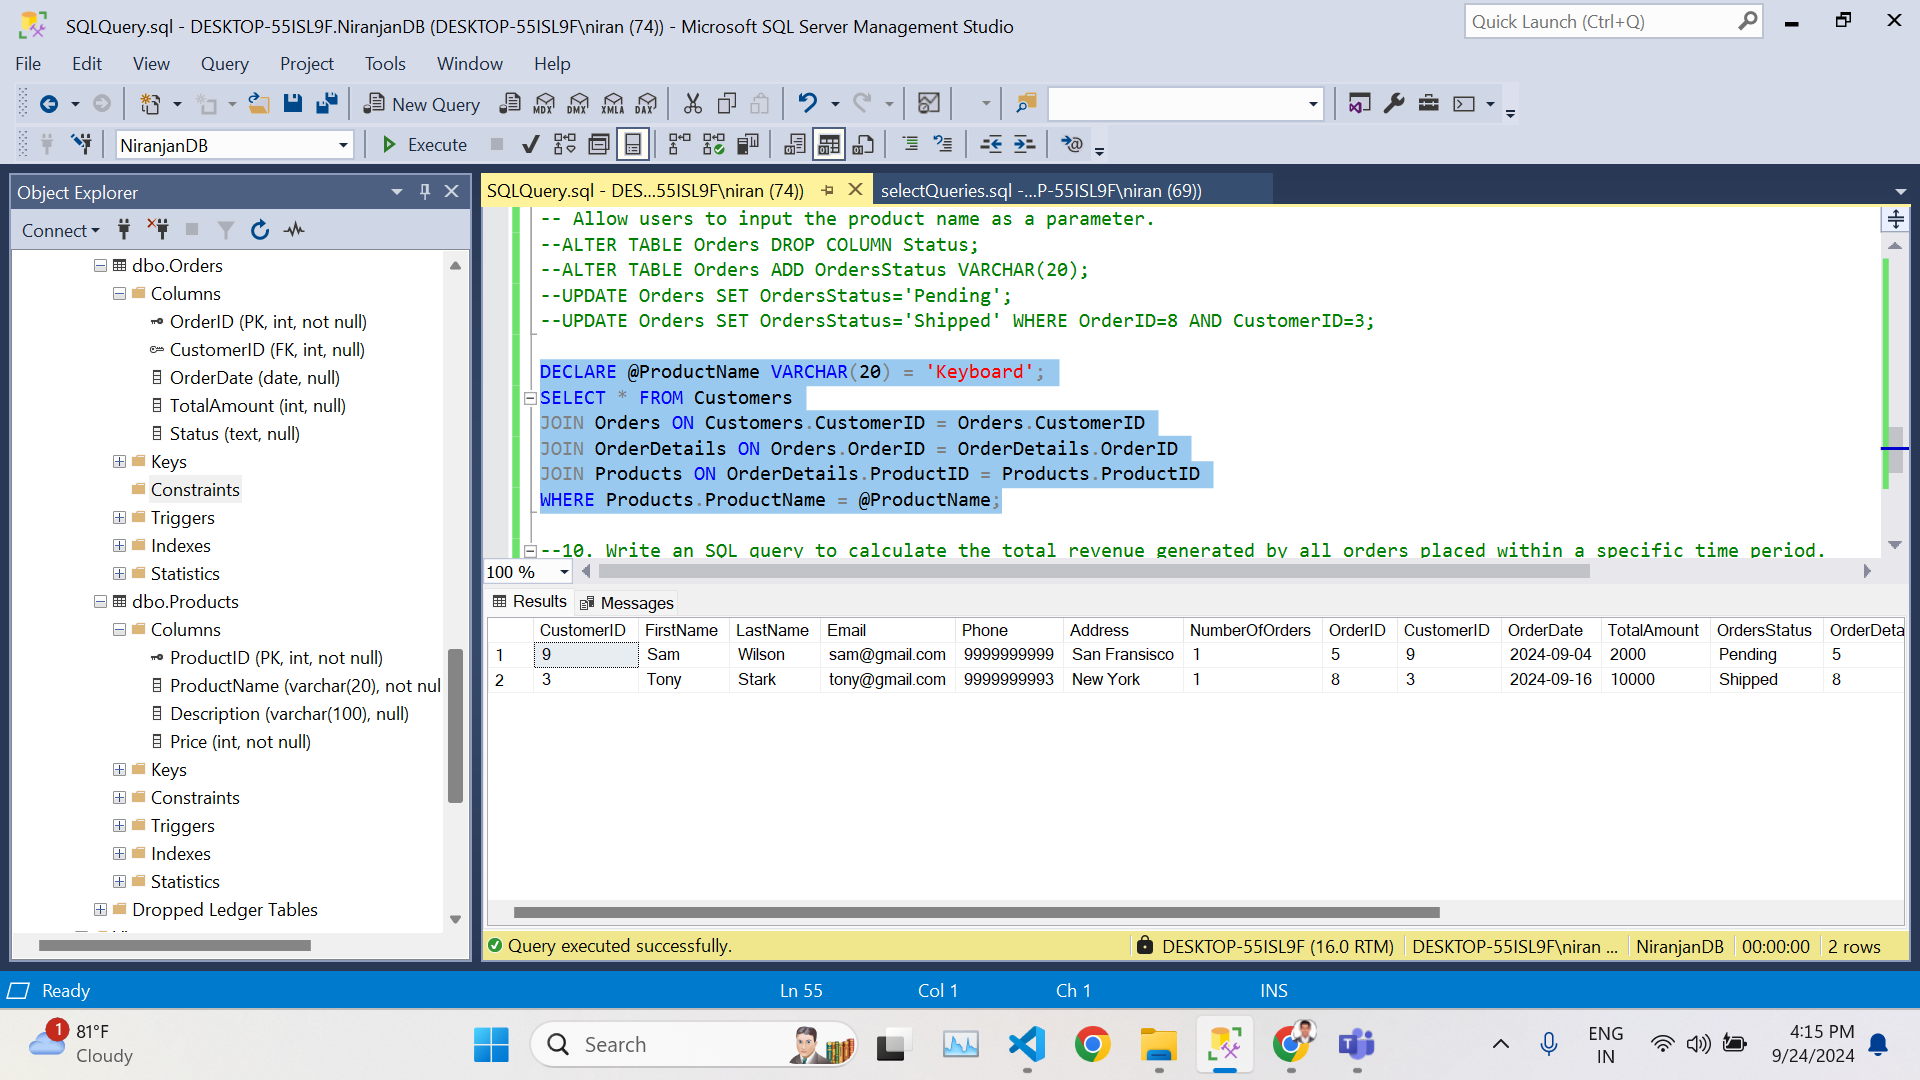 SQLQuery.sql - DESKTOP-55ISL9F.NiranjanDB (DESKTOP-55ISL9F\niran (74)) - Microsoft SQL Server Management Studio
Quick Launch (Ctrl+Q)
File Edit View Query Project Tools Window Help
New Query MDX DMX XMLA DAX
NiranjanDB Execute
Object Explorer
Connect
dbo.Orders
Columns
OrderID (PK, int, not null)
CustomerID (FK, int, null)
OrderDate (date, null)
TotalAmount (int, null)
Status (text, null)
Keys
Constraints
Triggers
Indexes
Statistics
dbo.Products
Columns
ProductID (PK, int, not null)
ProductName (varchar(20), not nul
Description (varchar(100), null)
Price (int, not null)
Keys
Constraints
Triggers
Indexes
Statistics
Dropped Ledger Tables
SQLQuery.sql - DES...55ISL9F\niran (74)) selectQueries.sql -...P-55ISL9F\niran (69))
-- Allow users to input the product name as a parameter.
--ALTER TABLE Orders DROP COLUMN Status;
--ALTER TABLE Orders ADD OrdersStatus VARCHAR(20);
--UPDATE Orders SET OrdersStatus='Pending';
--UPDATE Orders SET OrdersStatus='Shipped' WHERE OrderID=8 AND CustomerID=3;
DECLARE @ProductName VARCHAR(20) = 'Keyboard';
SELECT * FROM Customers
JOIN Orders ON Customers.CustomerID = Orders.CustomerID
JOIN OrderDetails ON Orders.OrderID = OrderDetails.OrderID
JOIN Products ON OrderDetails.ProductID = Products.ProductID
WHERE Products.ProductName = @ProductName;
--10. Write an SQL query to calculate the total revenue generated by all orders placed within a specific time period.
100 %
Results Messages
CustomerID FirstName LastName Email Phone Address NumberOfOrders OrderID CustomerID OrderDate TotalAmount OrdersStatus OrderDeta
1 9 Sam Wilson sam@gmail.com 9999999999 San Fransisco 1 5 9 2024-09-04 2000 Pending 5
2 3 Tony Stark tony@gmail.com 9999999993 New York 1 8 3 2024-09-16 10000 Shipped 8
Query executed successfully. DESKTOP-55ISL9F (16.0 RTM) DESKTOP-55ISL9F\niran ... NiranjanDB 00:00:00 2 rows
Ready Ln 55 Col 1 Ch 1 INS
1 81°F
Cloudy
Search
ENG
IN
4:15 PM
9/24/2024